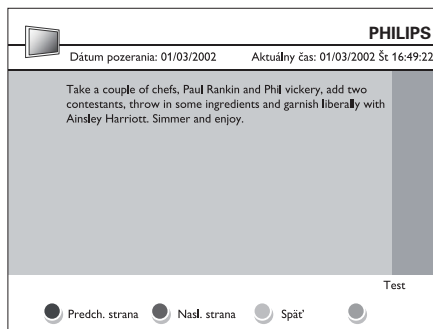 PHILIPS
Dátum pozerania: 01/03/2002 Aktuálny čas: 01/03/2002 Št 16:49:22
Take a couple of chefs, Paul Rankin and Phil vickery, add two
contestants, throw in some ingredients and garnish liberally with
Ainsley Harriott. Simmer and enjoy.
Test
Predch. strana Nasl. strana Späť